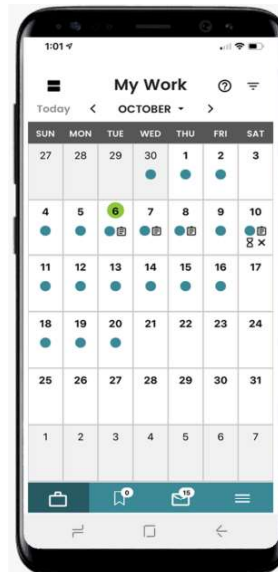 1:01
My Work
Today < OCTOBER >
SUN MON TUE WED THU FRI SAT
27 28 29 30 1 2 3
4 5 6 7 8 9 10
11 12 13 14 15 16 17
18 19 20 21 22 23 24
25 26 27 28 29 30 31
1 2 3 4 5 6 7
0 15